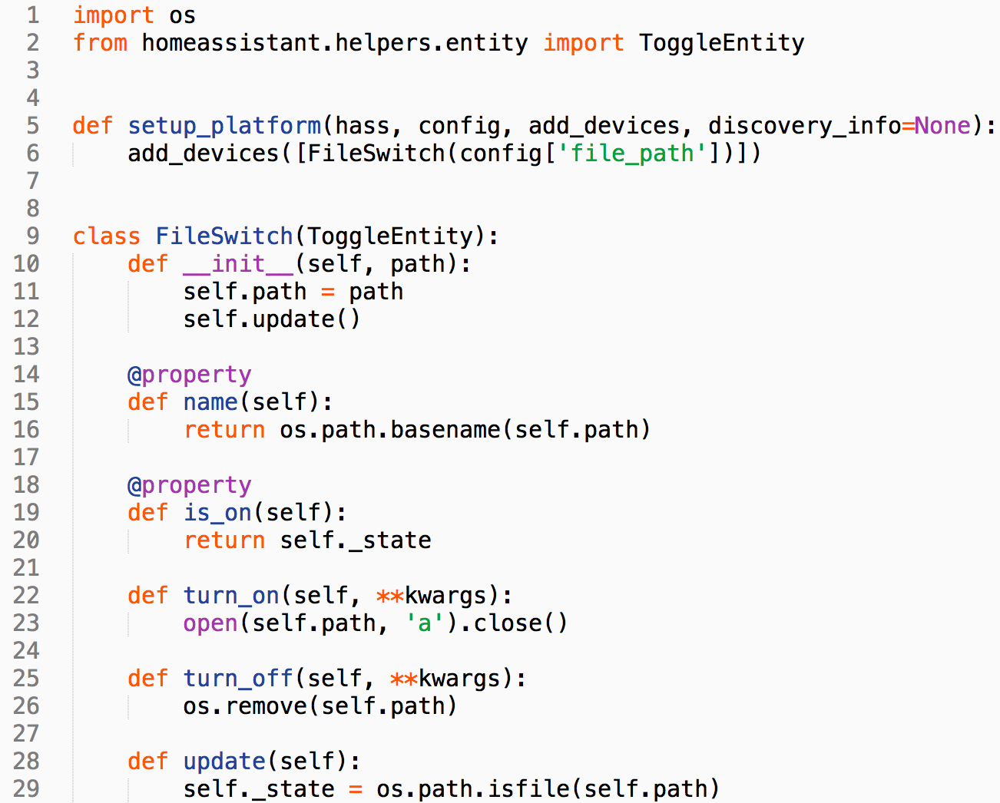 1 import os
2 from homeassistant.helpers.entity import ToggleEntity
3
4
5 def setup_platform(hass, config, add_devices, discovery_info=None):
6     add_devices([FileSwitch(config['file_path'])])
7
8
9 class FileSwitch(ToggleEntity):
10     def __init__(self, path):
11         self.path = path
12         self.update()
13
14     @property
15     def name(self):
16         return os.path.basename(self.path)
17
18     @property
19     def is_on(self):
20         return self._state
21
22     def turn_on(self, **kwargs):
23         open(self.path, 'a').close()
24
25     def turn_off(self, **kwargs):
26         os.remove(self.path)
27
28     def update(self):
29         self._state = os.path.isfile(self.path)